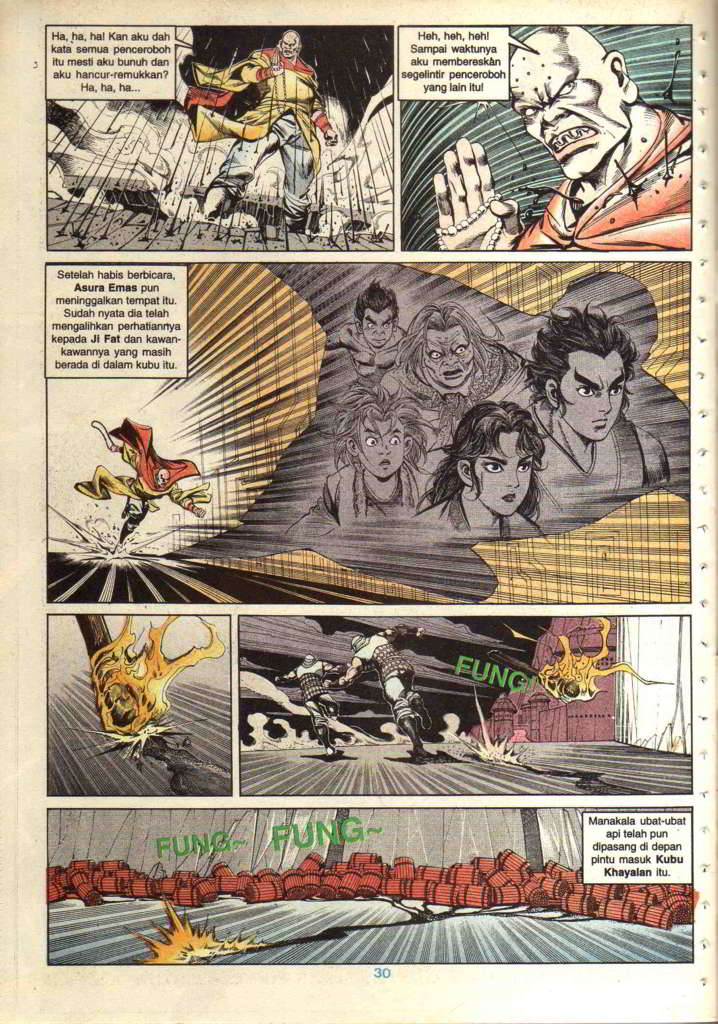 Ha, ha, ha! Kan aku dah
kata semua penceroboh
itu mesti aku bunuh dan
aku hancur-remukkan?
Ha, ha, ha...
Heh, heh, heh!
Sampai waktunya
aku membereskan
segelintir penceroboh
yang lain itu!
Setelah habis berbicara,
Asura Emas pun
meninggalkan tempat itu.
Sudah nyata dia telah
mengalihkan perhatiannya
kepada Ji Fat dan kawan-
kawannya yang masih
berada di dalam kubu itu.
FUNG!
FUNG~ FUNG~
Manakala ubat-ubat
api telah pun
dipasang di depan
pintu masuk Kubu
Khayalan itu.
30